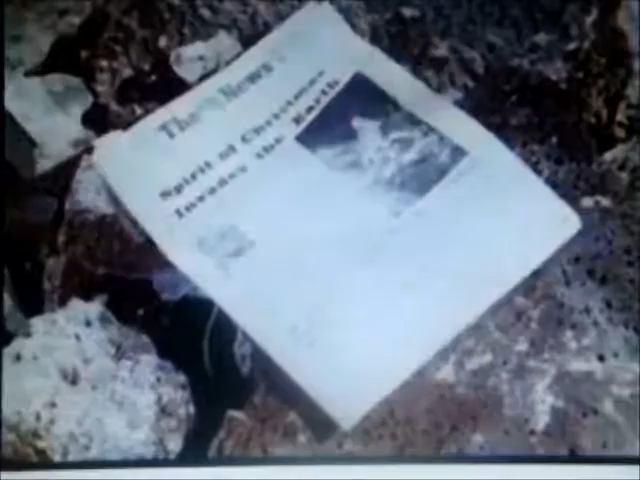 The News
Spirit of Christmas
Invades the Earth